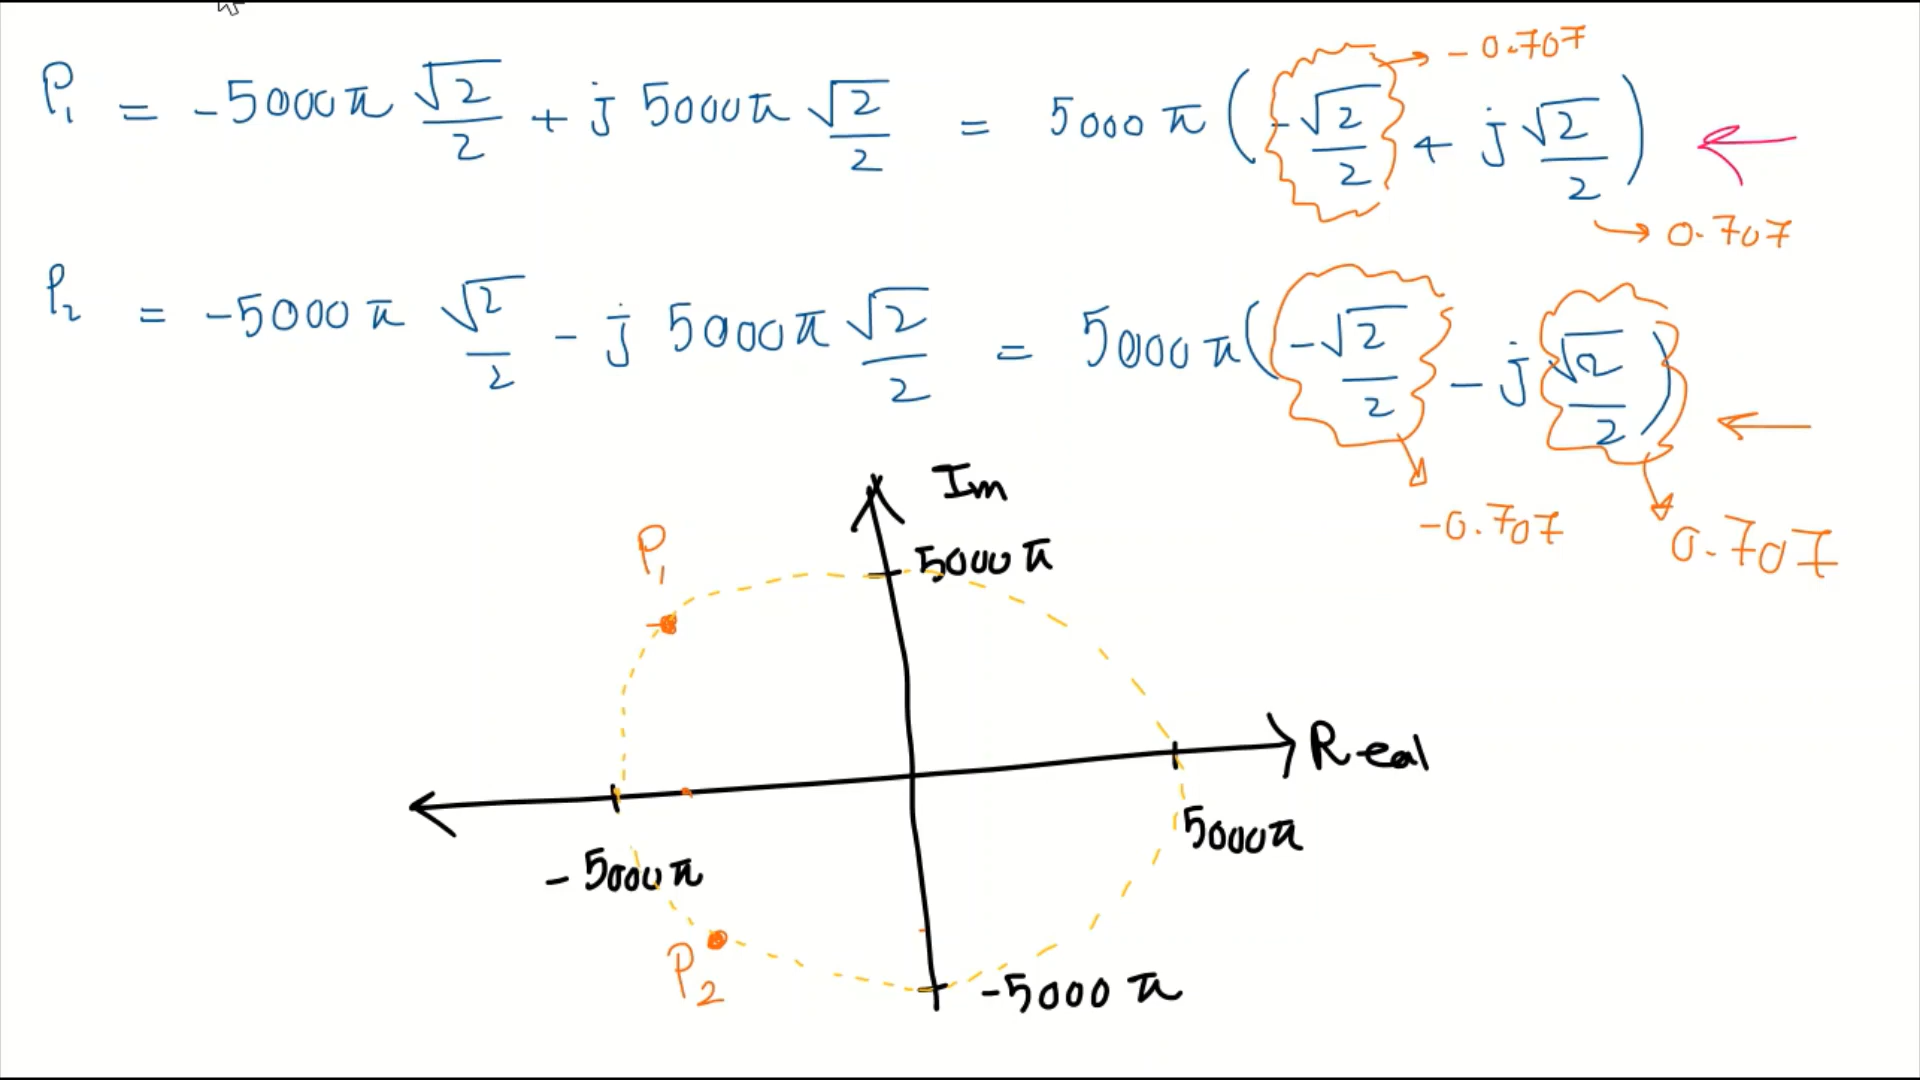 P₁ = -5000π √2/2 + j 5000π √2/2 = 5000π (-√2/2 + j √2/2)
-0.707
0.707
P₂ = -5000π √2/2 - j 5000π √2/2 = 5000π (-√2/2 - j √2/2)
-0.707
0.707
Im
5000π
P₁
Real
5000π
-5000π
P₂
-5000π